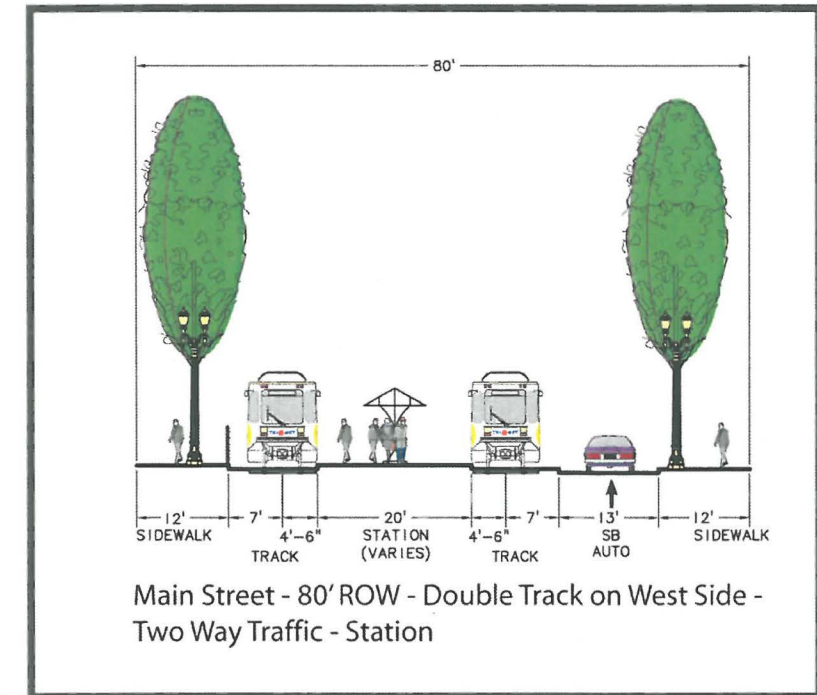 80'
12' 7' 4'-6" 20' 4'-6" 7' 13' 12'
SIDEWALK TRACK STATION TRACK SB SIDEWALK
(VARIES) AUTO
Main Street - 80' ROW - Double Track on West Side -
Two Way Traffic - Station